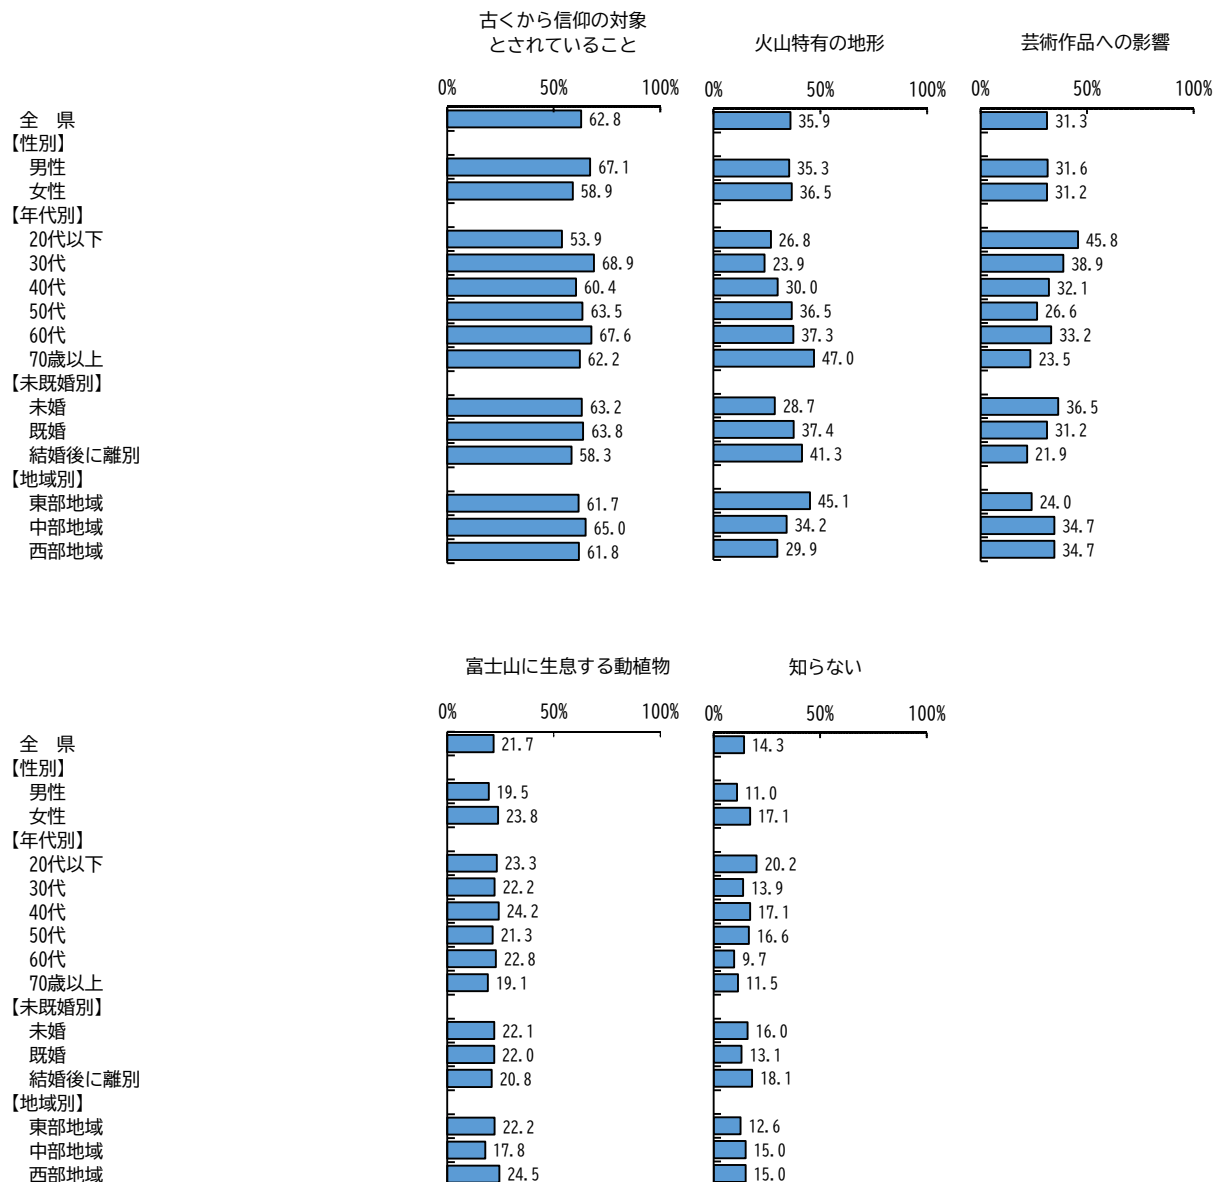 古くから信仰の対象
とされていること
火山特有の地形
芸術作品への影響
0% 50% 100% 0% 50% 100% 0% 50% 100%
全 県 62.8 35.9 31.3
【性別】
男性 67.1 35.3 31.6
女性 58.9 36.5 31.2
【年代別】
20代以下 53.9 26.8 45.8
30代 68.9 23.9 38.9
40代 60.4 30.0 32.1
50代 63.5 36.5 26.6
60代 67.6 37.3 33.2
70歳以上 62.2 47.0 23.5
【未既婚別】
未婚 63.2 28.7 36.5
既婚 63.8 37.4 31.2
結婚後に離別 58.3 41.3 21.9
【地域別】
東部地域 61.7 45.1 24.0
中部地域 65.0 34.2 34.7
西部地域 61.8 29.9 34.7
富士山に生息する動植物 知らない
0% 50% 100% 0% 50% 100%
全 県 21.7 14.3
【性別】
男性 19.5 11.0
女性 23.8 17.1
【年代別】
20代以下 23.3 20.2
30代 22.2 13.9
40代 24.2 17.1
50代 21.3 16.6
60代 22.8 9.7
70歳以上 19.1 11.5
【未既婚別】
未婚 22.1 16.0
既婚 22.0 13.1
結婚後に離別 20.8 18.1
【地域別】
東部地域 22.2 12.6
中部地域 17.8 15.0
西部地域 24.5 15.0